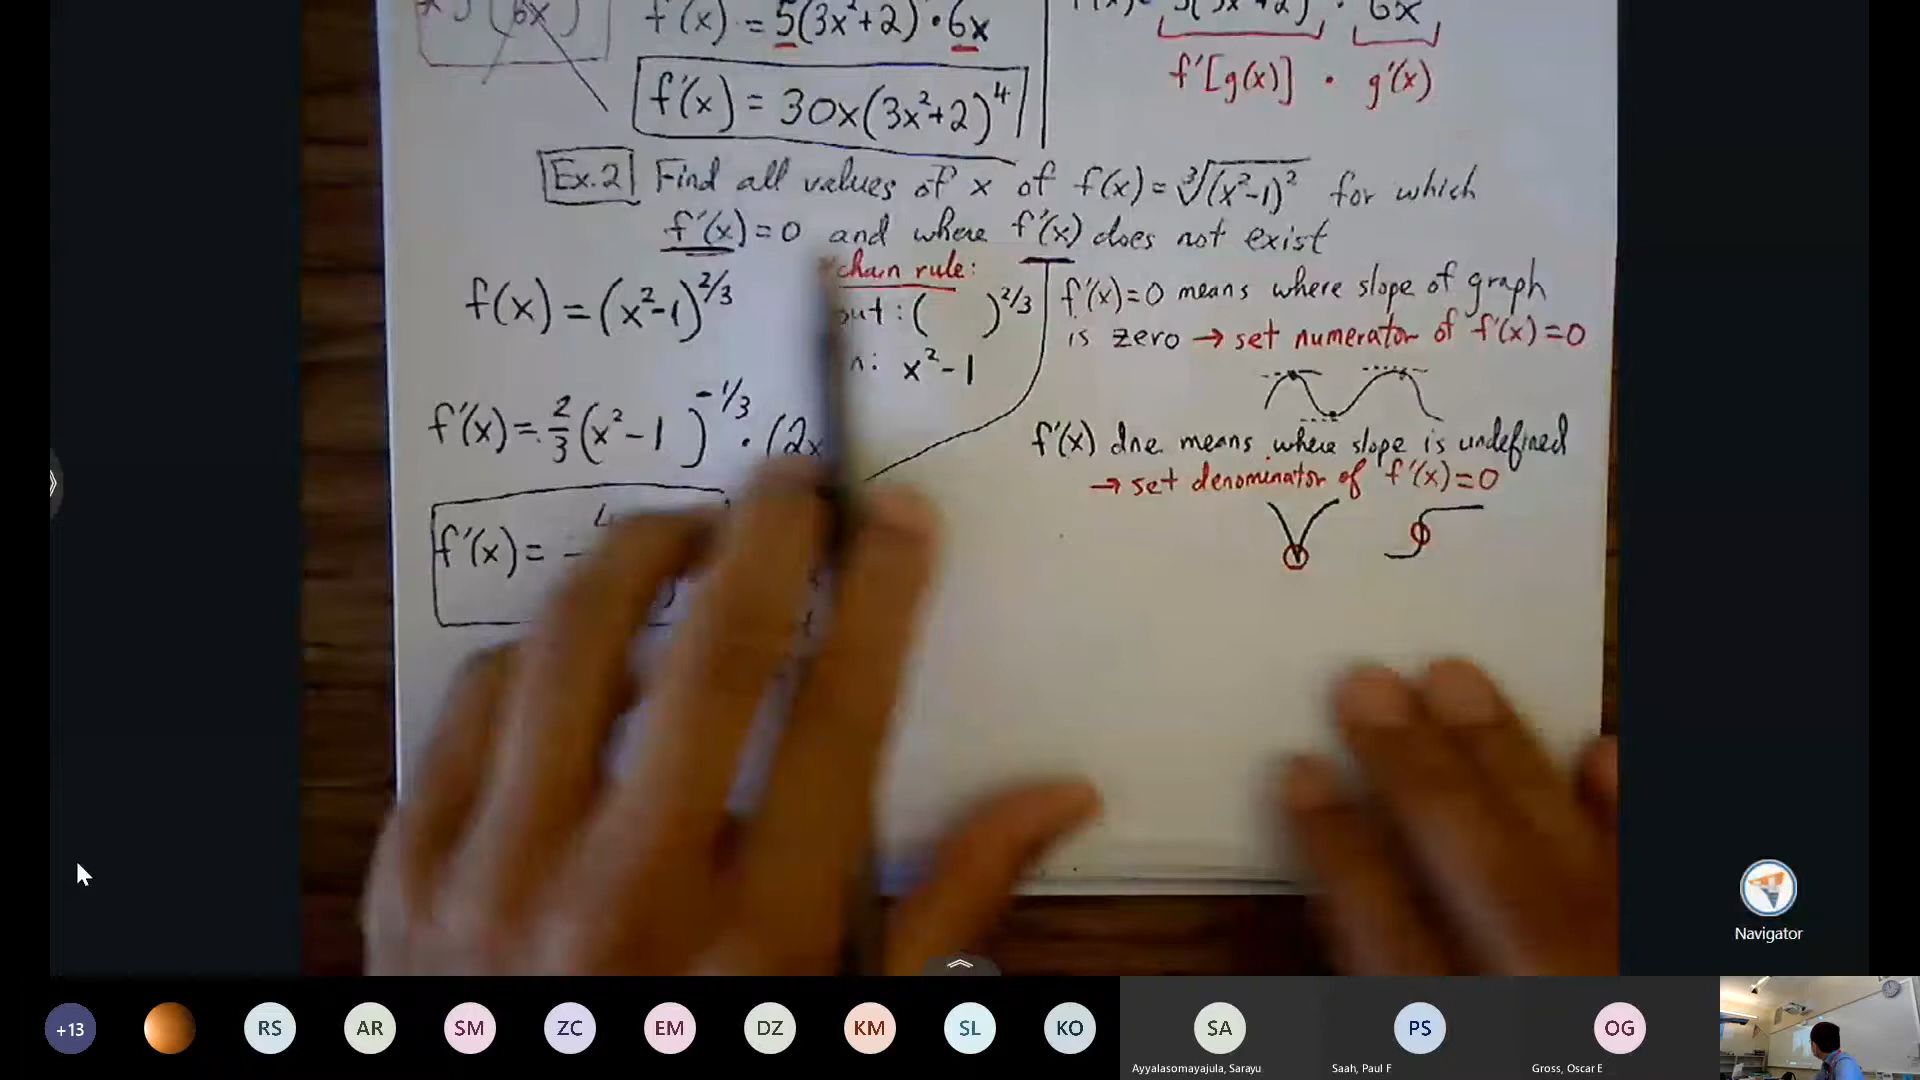 (6x)
f'(x) = 5(3x²+2) · 6x
6x
f'(x) = 30x(3x²+2)⁴
f'[g(x)] · g'(x)
Ex.2 Find all values of x of f(x) = ∛(x²-1)² for which
f'(x) = 0 and where f'(x) does not exist
chain rule:
f(x) = (x²-1)^2/3
out : ( )^2/3
n: x²-1
f'(x)=0 means where slope of graph
is zero → set numerator of f'(x)=0
f'(x) = 2/3 (x²-1)^-1/3 · (2x
f'(x) dne means where slope is undefined
→ set denominator of f'(x)=0
f'(x) =
Navigator
+13
RS
AR
SM
ZC
EM
DZ
KM
SL
KO
SA
PS
OG
Ayyalasomayajula, Sarayu
Saah, Paul F
Gross, Oscar E